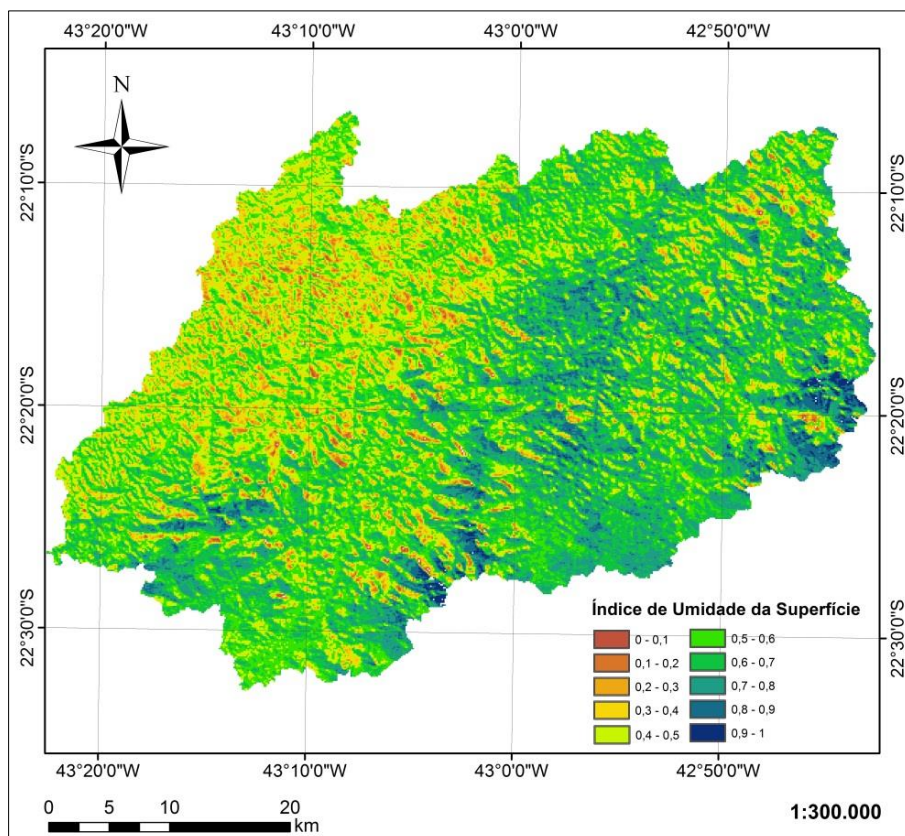 43°20'0"W 43°10'0"W 43°0'0"W 42°50'0"W
N
22°10'0"S 22°10'0"S
22°20'0"S 22°20'0"S
22°30'0"S 22°30'0"S
Índice de Umidade da Superfície
0 - 0,1 0,5 - 0,6
0,1 - 0,2 0,6 - 0,7
0,2 - 0,3 0,7 - 0,8
0,3 - 0,4 0,8 - 0,9
0,4 - 0,5 0,9 - 1
43°20'0"W 43°10'0"W 43°0'0"W 42°50'0"W
0 5 10 20
km
1:300.000